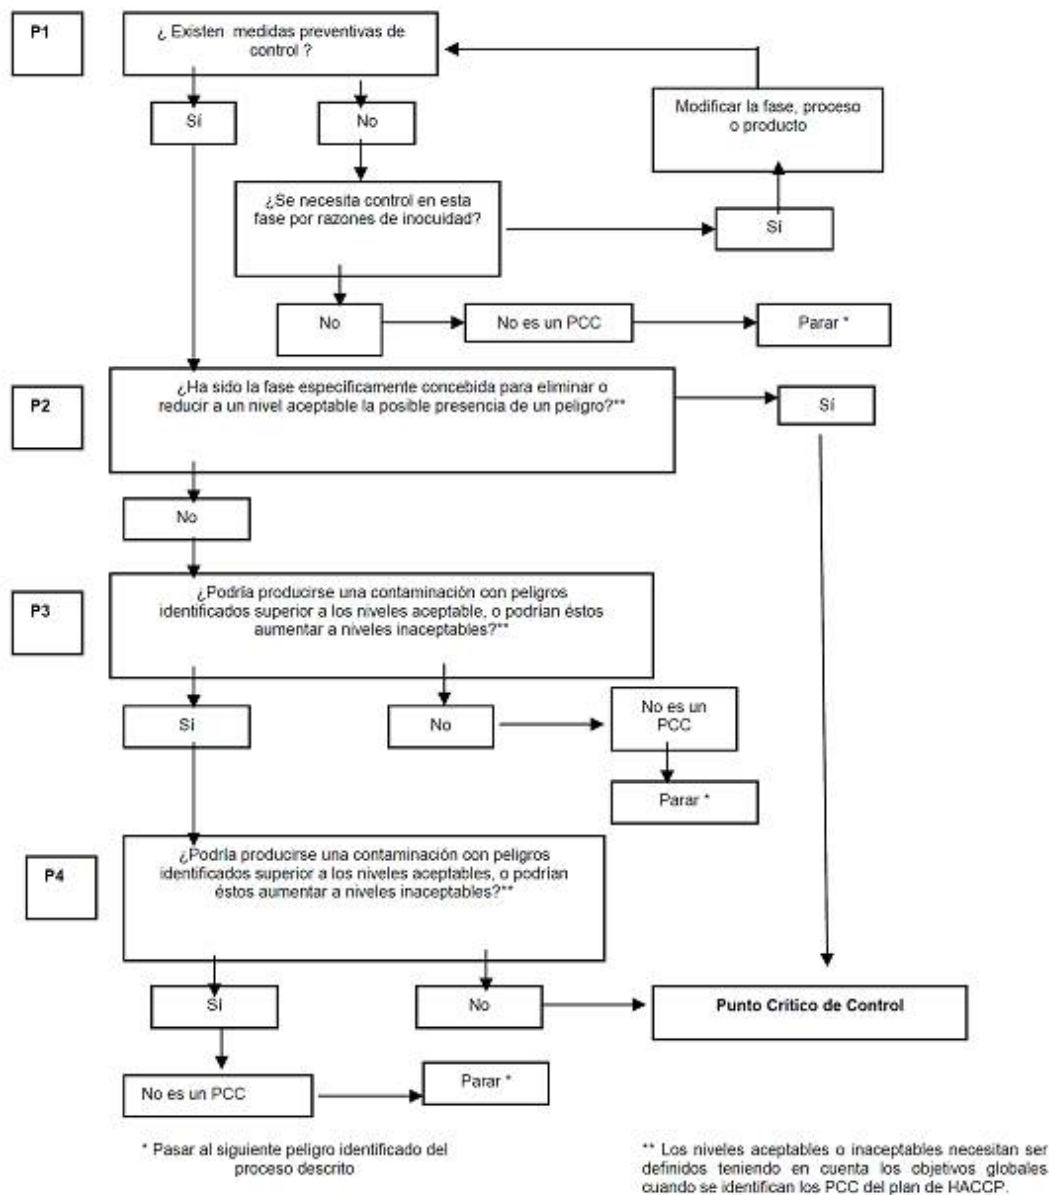 P1
¿ Existen medidas preventivas de
control ?
Sí
No
Modificar la fase, proceso
o producto
¿Se necesita control en esta
fase por razones de inocuidad?
Sí
No
No es un PCC
Parar *
P2
¿Ha sido la fase específicamente concebida para eliminar o
reducir a un nivel aceptable la posible presencia de un peligro?**
Sí
No
P3
¿Podría producirse una contaminación con peligros
identificados superior a los niveles aceptable, o podrían éstos
aumentar a niveles inaceptables?**
Sí
No
No es un
PCC
Parar *
P4
¿Podría producirse una contaminación con peligros
identificados superior a los niveles aceptables, o podrían
éstos aumentar a niveles inaceptables?**
Sí
No
Punto Crítico de Control
No es un PCC
Parar *
* Pasar al siguiente peligro identificado del
proceso descrito
** Los niveles aceptables o inaceptables necesitan ser
definidos teniendo en cuenta los objetivos globales
cuando se identifican los PCC del plan de HACCP.